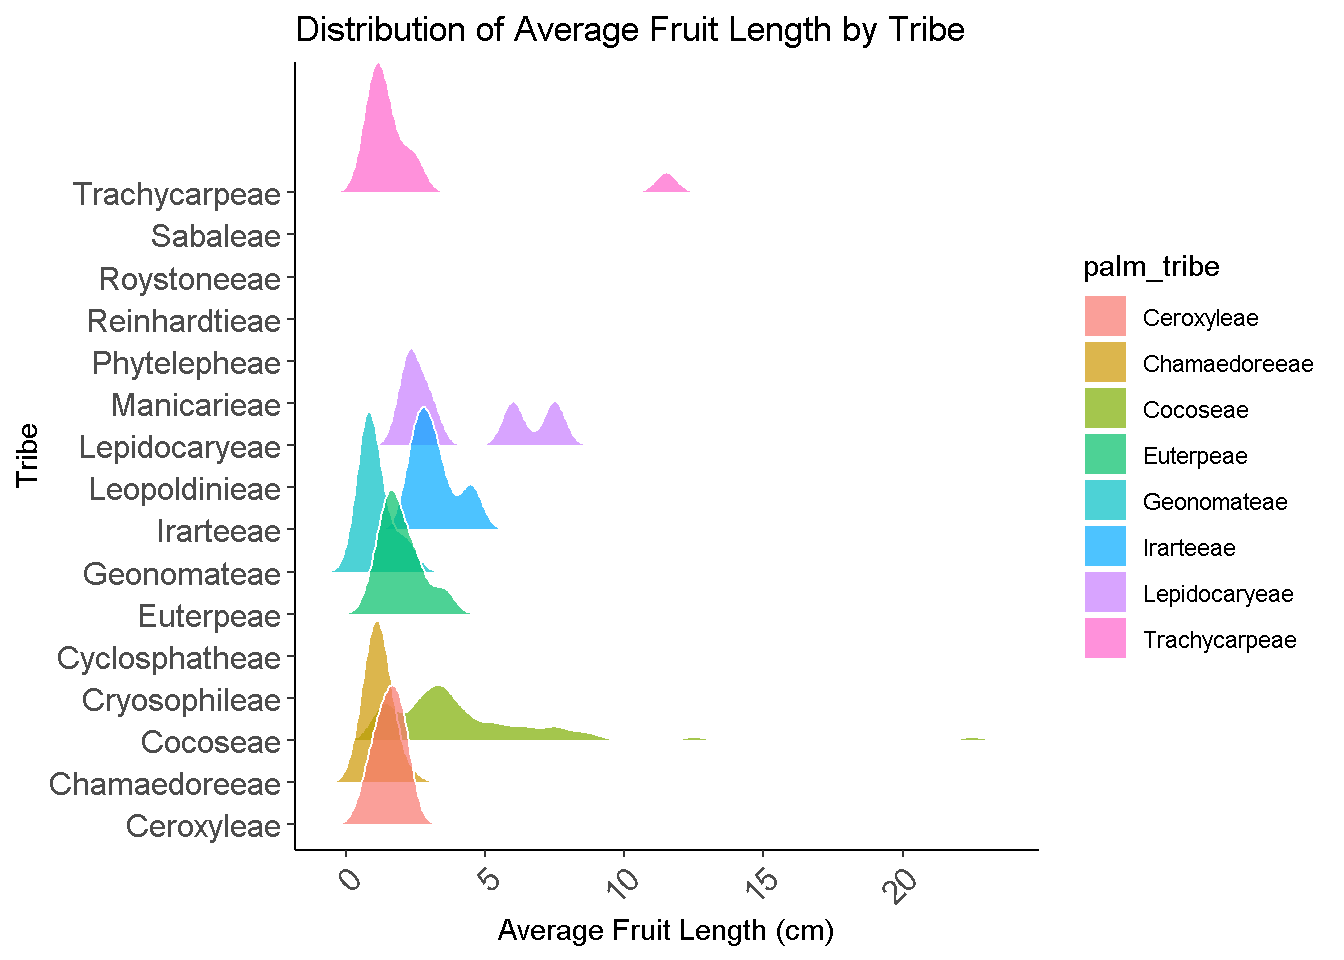 Distribution of Average Fruit Length by Tribe
Trachycarpeae
Sabaleae
Roystoneeae
Reinhardtieae
Phytelepheae
Manicarieae
Lepidocaryeae
Leopoldinieae
Irarteeae
Geonomateae
Euterpeae
Cyclosphatheae
Cryosophileae
Cocoseae
Chamaedoreeae
Ceroxyleae
Tribe
0
5
10
15
20
Average Fruit Length (cm)
palm_tribe
Ceroxyleae
Chamaedoreeae
Cocoseae
Euterpeae
Geonomateae
Irarteeae
Lepidocaryeae
Trachycarpeae